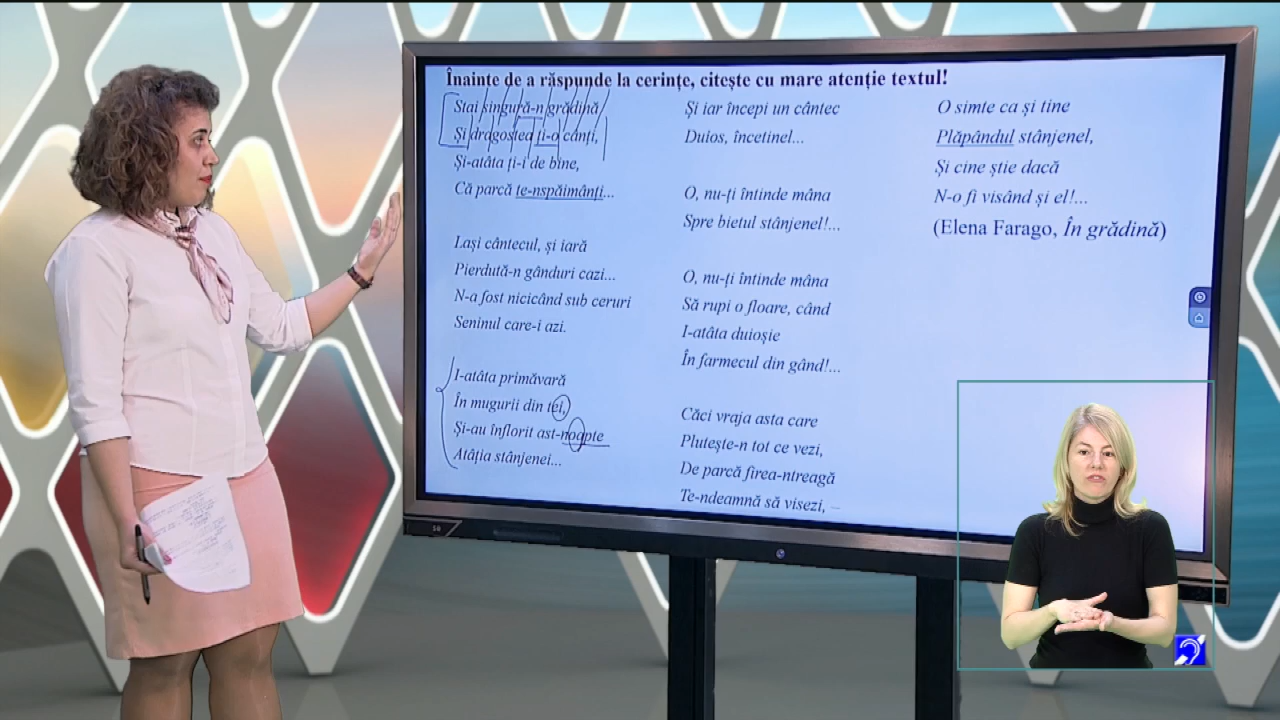 Înainte de a răspunde la cerințe, citește cu mare atenție textul!
Stai singură-n grădină
Și dragostea ți-o cânți,
Și-atâta ți-i de bine,
Că parcă te-nspăimânți...
Lași cântecul, și iară
Pierdută-n gânduri cazi...
N-a fost nicicând sub ceruri
Seninul care-i azi.
I-atâta primăvară
În mugurii din tei,
Și-au înflorit ast-noapte
Atâția stânjenei...
Și iar începi un cântec
Duios, încetinel...
O, nu-ți întinde mâna
Spre bietul stânjenel!...
O, nu-ți întinde mâna
Să rupi o floare, când
I-atâta duioșie
În farmecul din gând!...
Căci vraja asta care
Plutește-n tot ce vezi,
De parcă firea-ntreagă
Te-ndeamnă să visezi, –
O simte ca și tine
Plăpândul stânjenel,
Și cine știe dacă
N-o fi visând și el!...
(Elena Farago, În grădină)